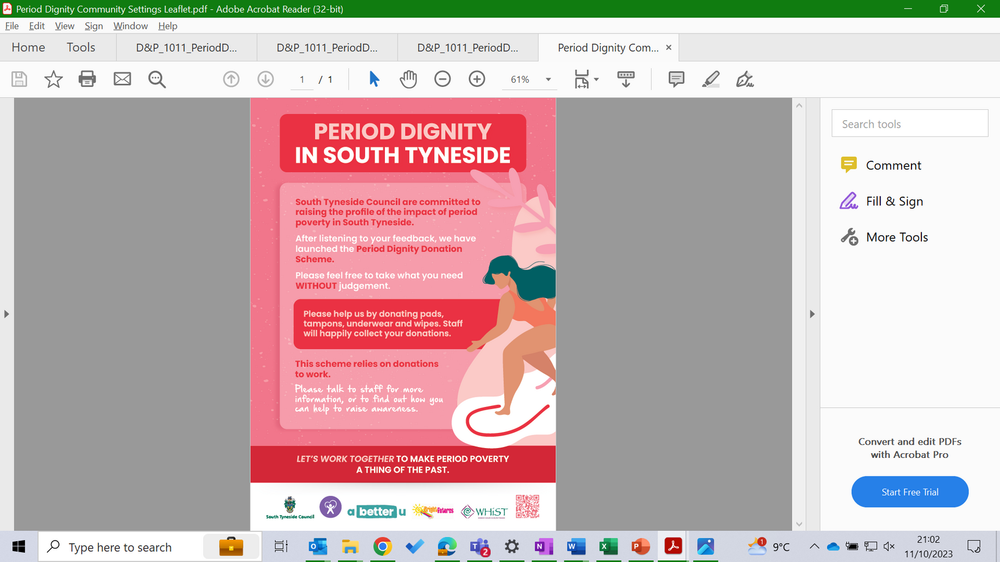 Period Dignity Community Settings Leaflet.pdf - Adobe Acrobat Reader (32-bit)
File Edit View Sign Window Help
Home Tools D&P_1011_PeriodD... D&P_1011_PeriodD... D&P_1011_PeriodD... Period Dignity Com...
1 / 1 61%
PERIOD DIGNITY
IN SOUTH TYNESIDE
South Tyneside Council are committed to
raising the profile of the impact of period
poverty in South Tyneside.
After listening to your feedback, we have
launched the Period Dignity Donation
Scheme.
Please feel free to take what you need
WITHOUT judgement.
Please help us by donating pads,
tampons, underwear and wipes. Staff
will happily collect your donations.
This scheme relies on donations
to work.
Please talk to staff for more
information, or to find out how you
can help to raise awareness.
LET'S WORK TOGETHER TO MAKE PERIOD POVERTY
A THING OF THE PAST.
South Tyneside Council
a better u
Bright Futures
WHiST
Search tools
Comment
Fill & Sign
More Tools
Convert and edit PDFs
with Acrobat Pro
Start Free Trial
Type here to search
2
1
9°C
21:02
11/10/2023